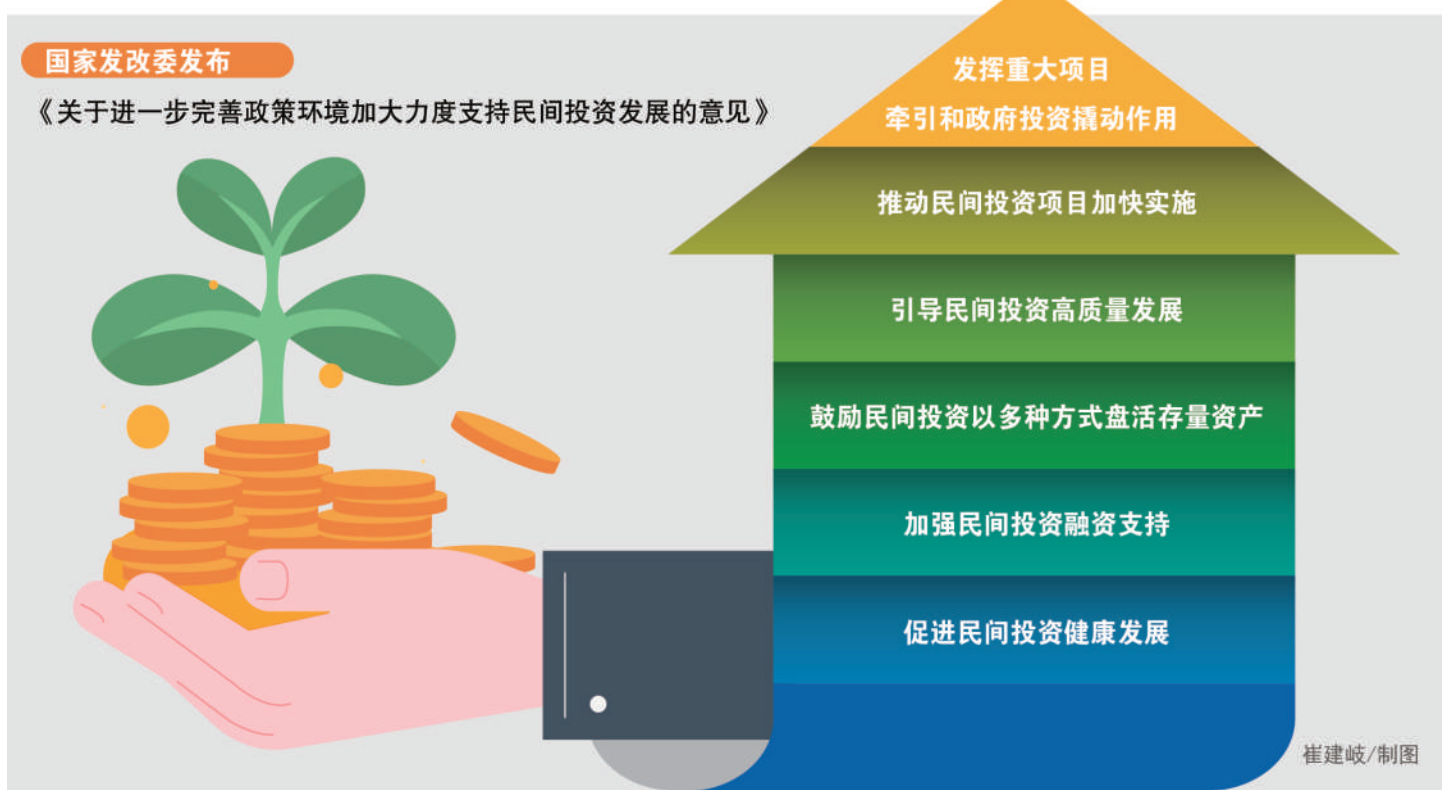 国家发改委发布
《关于进一步完善政策环境加大力度支持民间投资发展的意见》
发挥重大项目
牵引和政府投资撬动作用
推动民间投资项目加快实施
引导民间投资高质量发展
鼓励民间投资以多种方式盘活存量资产
加强民间投资融资支持
促进民间投资健康发展
崔建岐/制图